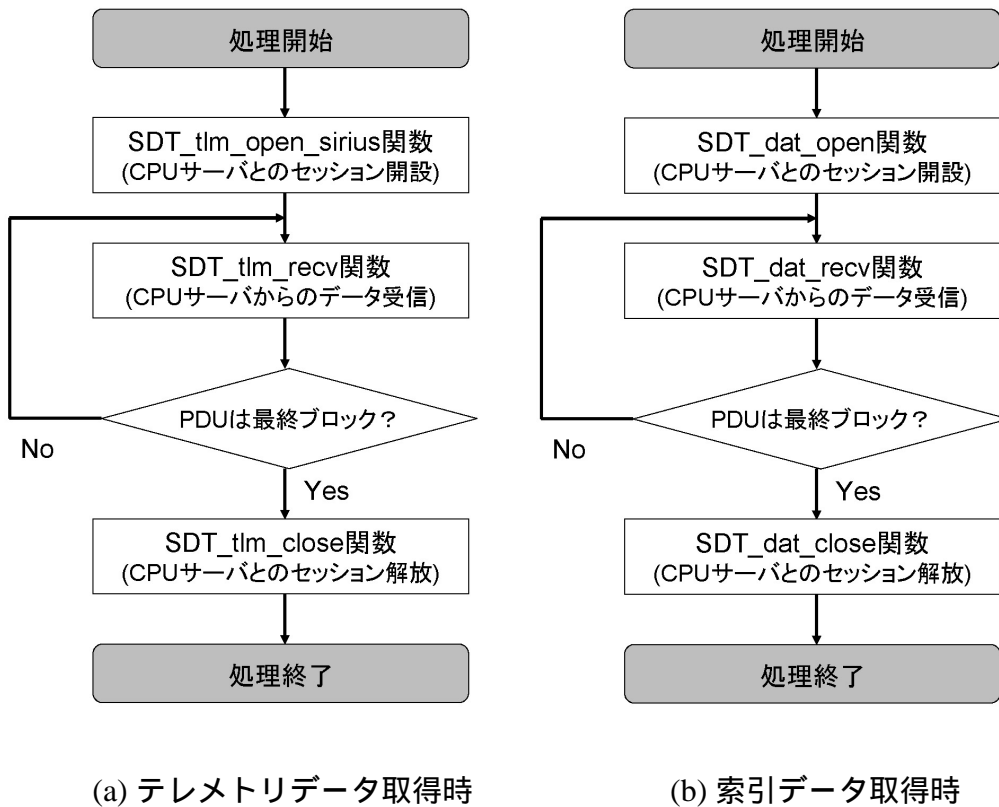 処理開始
SDT_tlm_open_sirius関数
(CPUサーバとのセッション開設)
SDT_tlm_recv関数
(CPUサーバからのデータ受信)
PDUは最終ブロック？
No
Yes
SDT_tlm_close関数
(CPUサーバとのセッション解放)
処理終了
(a) テレメトリデータ取得時
処理開始
SDT_dat_open関数
(CPUサーバとのセッション開設)
SDT_dat_recv関数
(CPUサーバからのデータ受信)
PDUは最終ブロック？
No
Yes
SDT_dat_close関数
(CPUサーバとのセッション解放)
処理終了
(b) 索引データ取得時